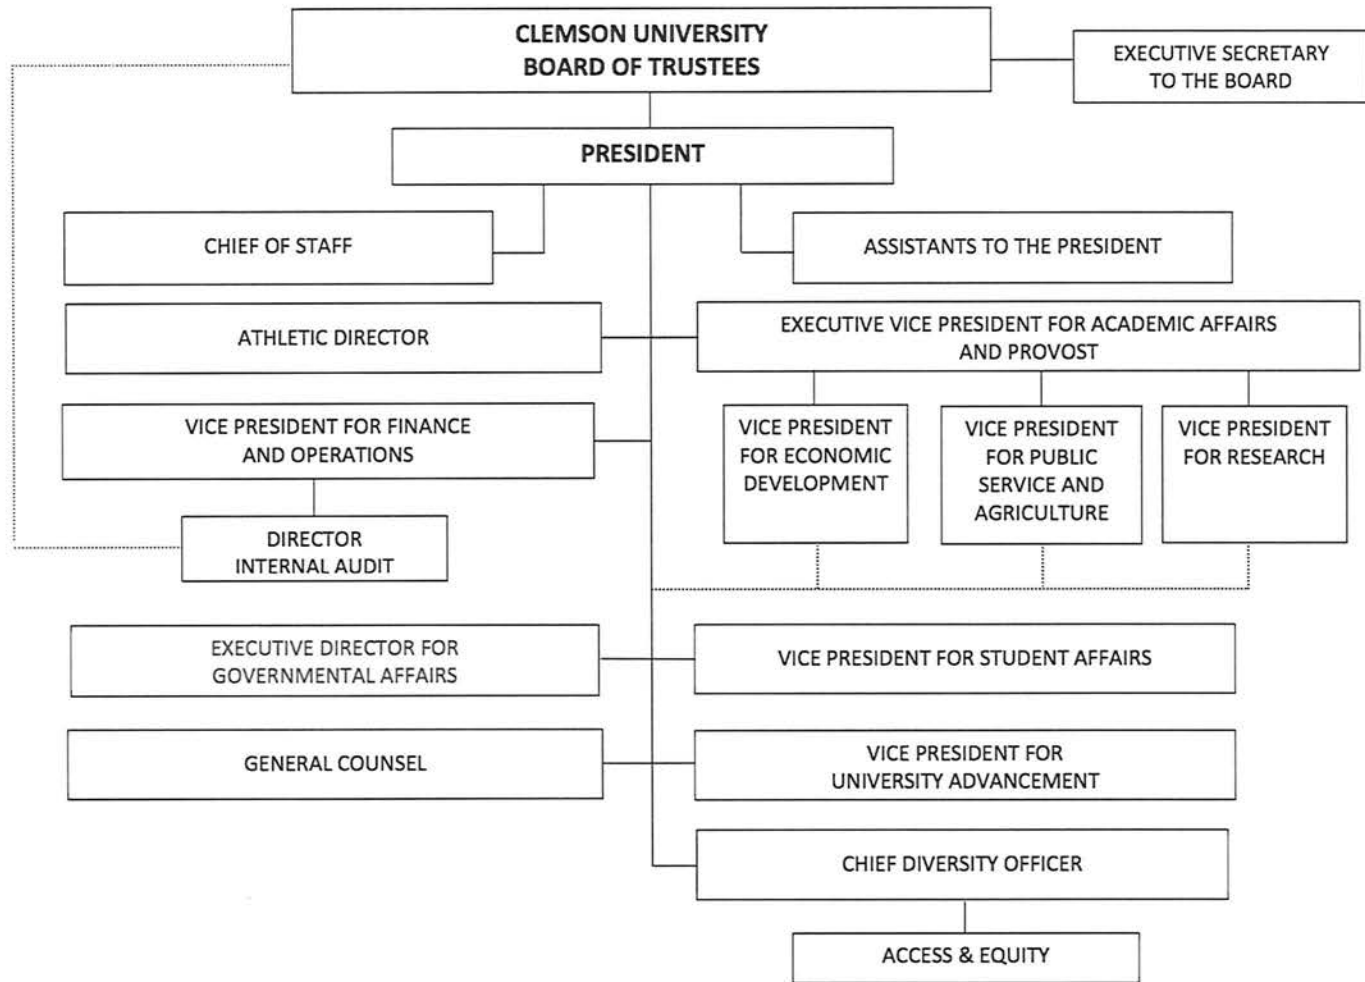 CLEMSON UNIVERSITY
BOARD OF TRUSTEES
EXECUTIVE SECRETARY
TO THE BOARD
PRESIDENT
CHIEF OF STAFF
ASSISTANTS TO THE PRESIDENT
ATHLETIC DIRECTOR
EXECUTIVE VICE PRESIDENT FOR ACADEMIC AFFAIRS
AND PROVOST
VICE PRESIDENT FOR FINANCE
AND OPERATIONS
VICE PRESIDENT
FOR ECONOMIC
DEVELOPMENT
VICE PRESIDENT
FOR PUBLIC
SERVICE AND
AGRICULTURE
VICE PRESIDENT
FOR RESEARCH
DIRECTOR
INTERNAL AUDIT
EXECUTIVE DIRECTOR FOR
GOVERNMENTAL AFFAIRS
VICE PRESIDENT FOR STUDENT AFFAIRS
GENERAL COUNSEL
VICE PRESIDENT FOR
UNIVERSITY ADVANCEMENT
CHIEF DIVERSITY OFFICER
ACCESS & EQUITY